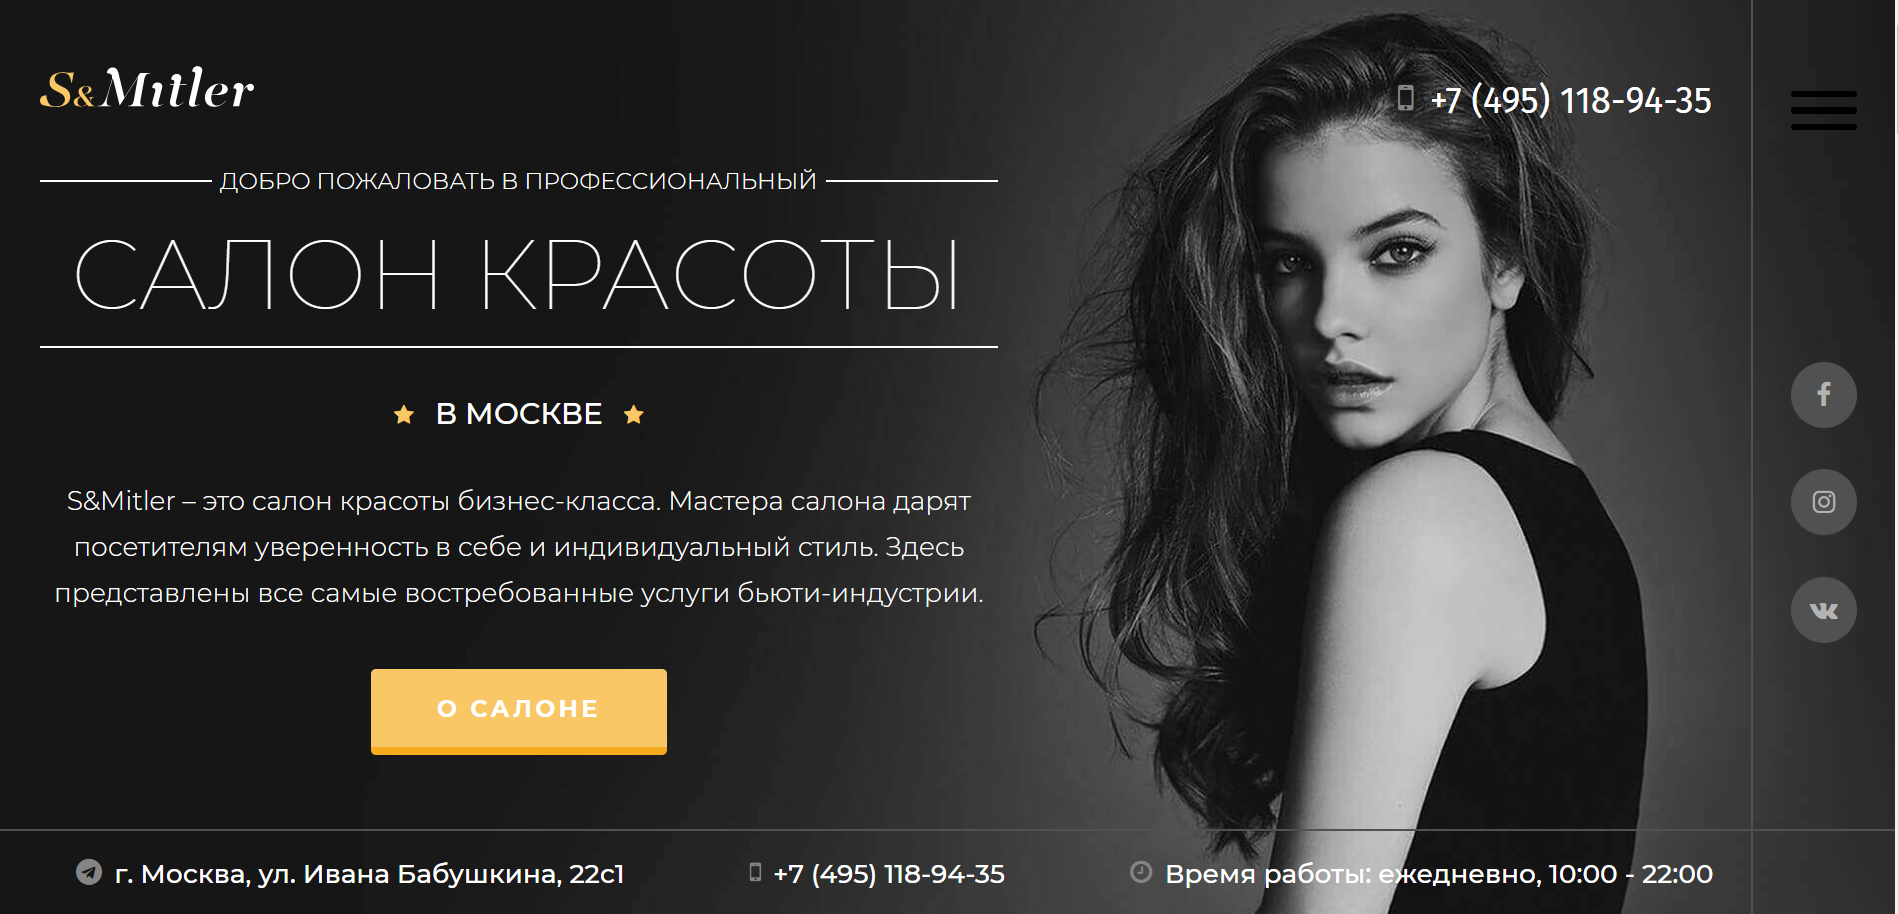 S&Mitler
+7 (495) 118-94-35
ДОБРО ПОЖАЛОВАТЬ В ПРОФЕССИОНАЛЬНЫЙ
САЛОН КРАСОТЫ
В МОСКВЕ
S&Mitler – это салон красоты бизнес-класса. Мастера салона дарят
посетителям уверенность в себе и индивидуальный стиль. Здесь
представлены все самые востребованные услуги бьюти-индустрии.
О САЛОНЕ
г. Москва, ул. Ивана Бабушкина, 22с1
+7 (495) 118-94-35
Время работы: ежедневно, 10:00 - 22:00